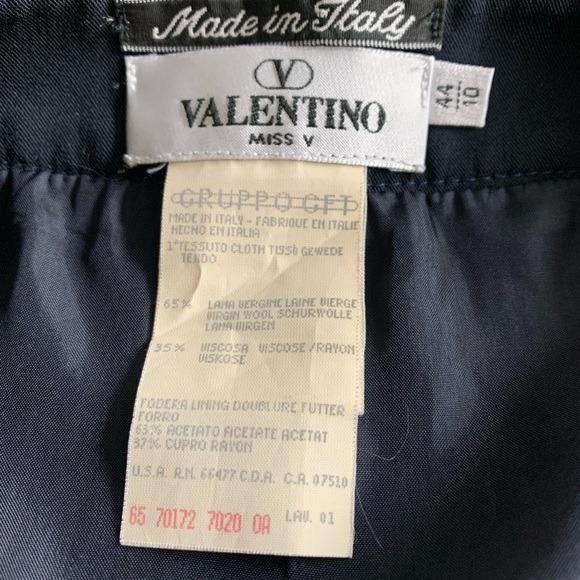 Made in Italy
V
VALENTINO
MISS V
44
10
GRUPPO GFT
MADE IN ITALY - FABRIQUE EN ITALIE
HECHO EN ITALIA
1°TESSUTO CLOTH TISSU GEWEDE
TEJIDO
65% LANA VERGINE LAINE VIERGE
VIRGIN WOOL SCHURWOLLE
LANA VIRGEN
35% VISCOSA VISCOSE/RAYON
VISKOSE
FODERA LINING DOUBLURE FUTTER
FORRO
63% ACETATO ACETATE ACETAT
37% CUPRO RAYON
U.S.A. R.N. 66477 C.D.A. C.A. 07510
65 70172 7020 0A LAV. 01